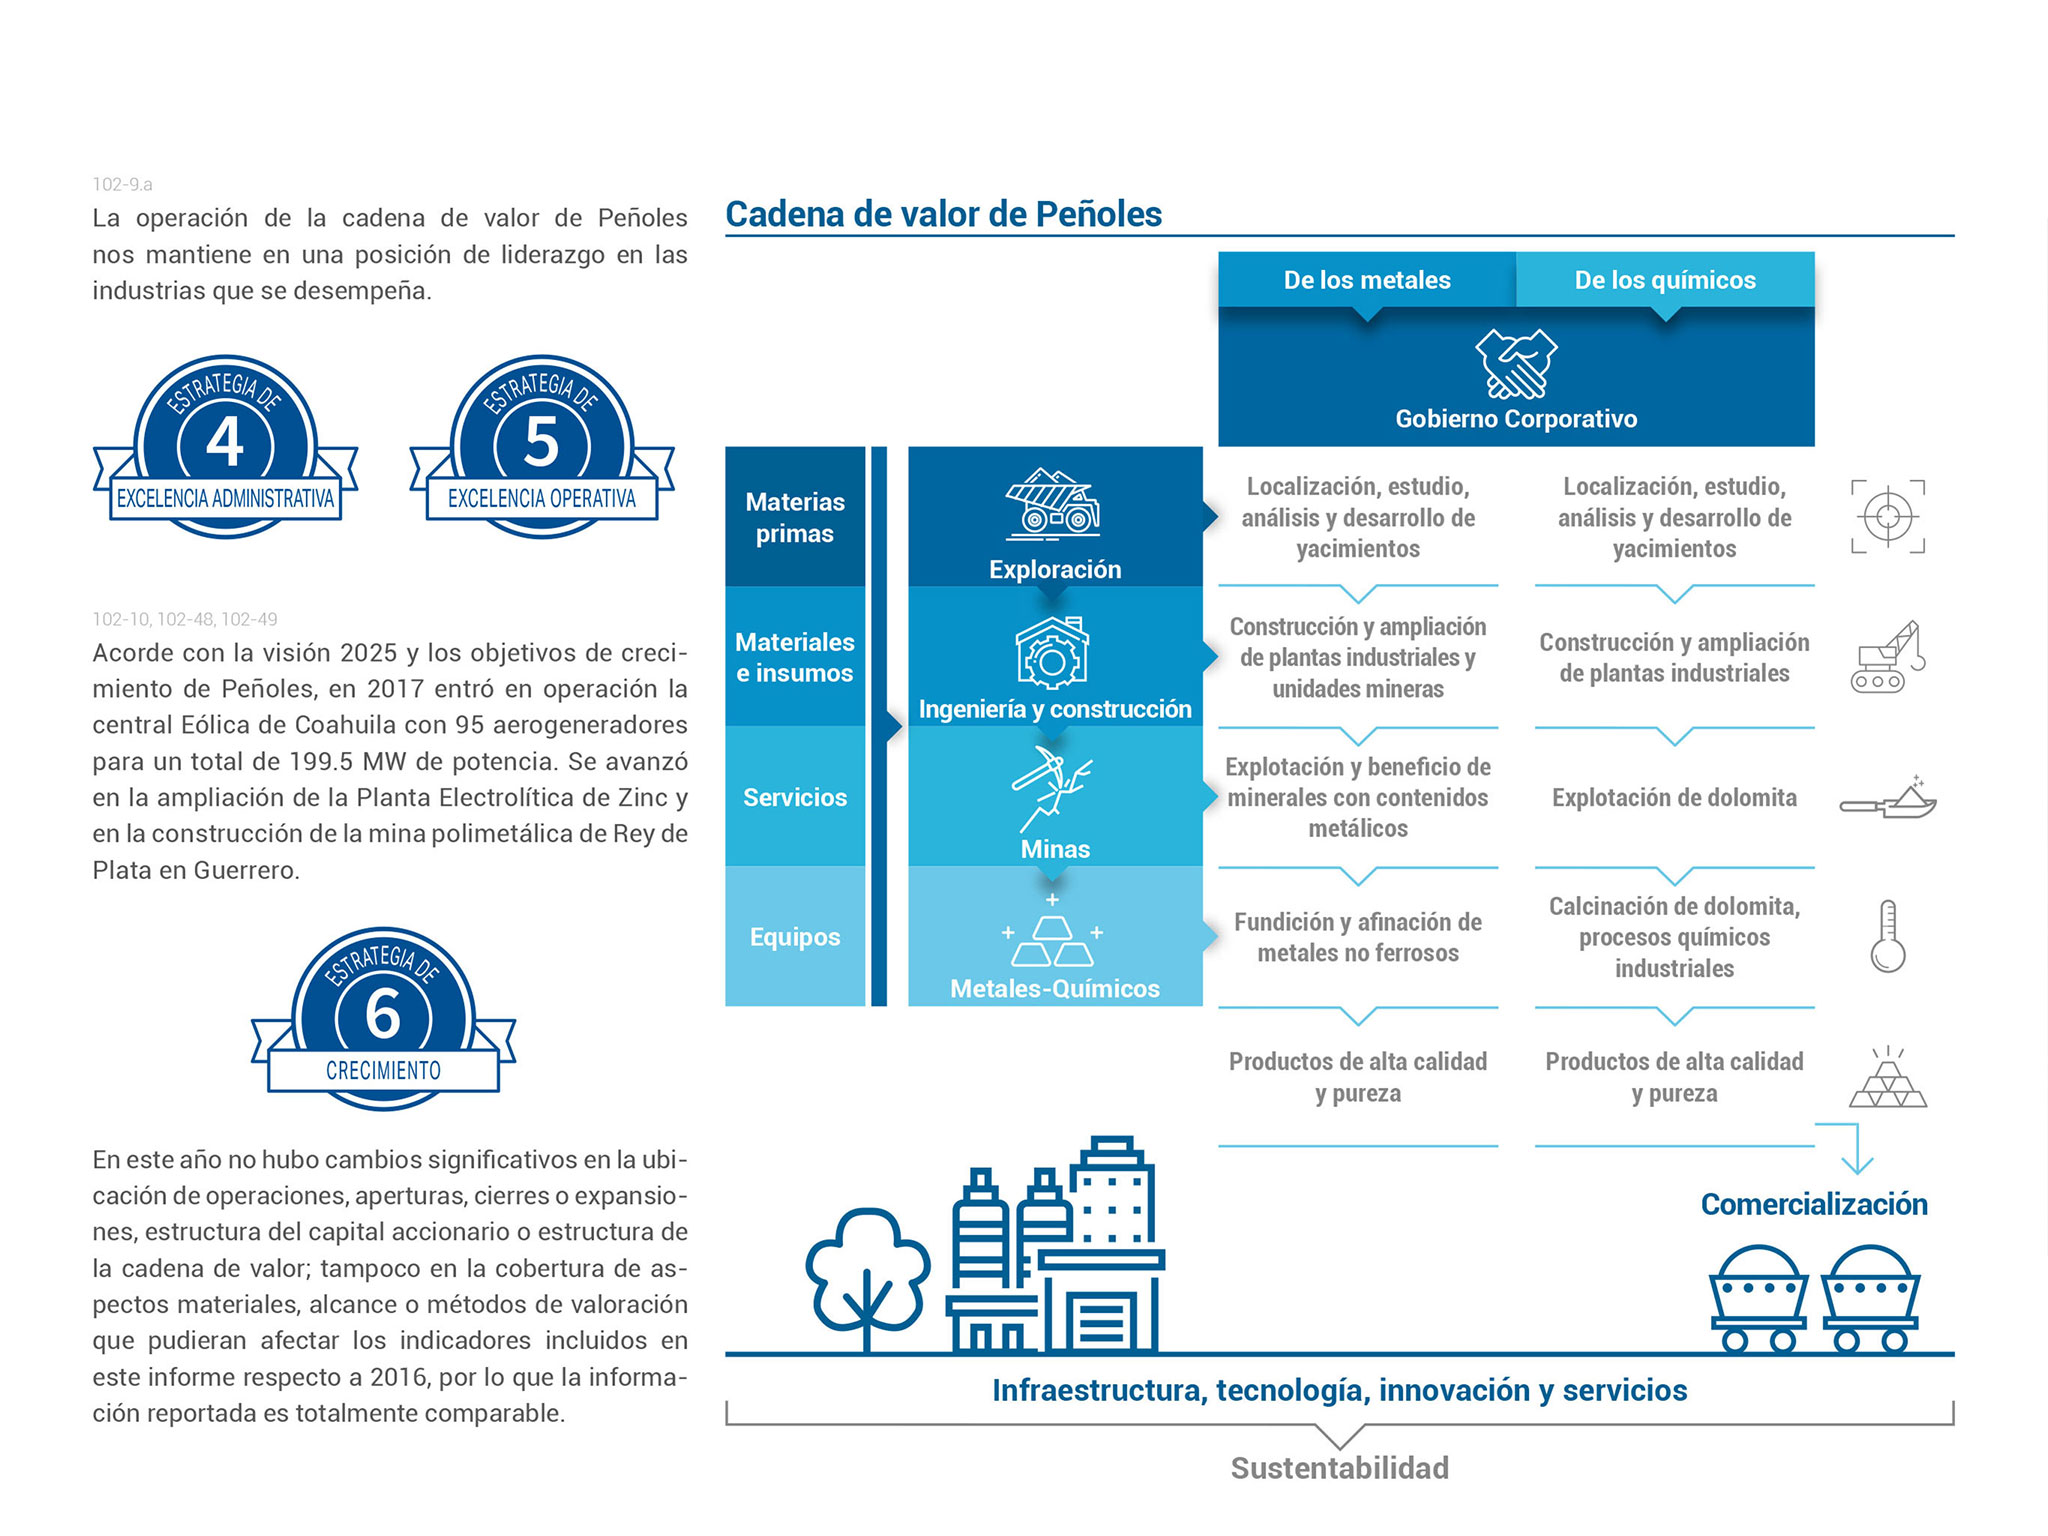 102-9.a
La operación de la cadena de valor de Peñoles
nos mantiene en una posición de liderazgo en las
industrias que se desempeña.
ESTRATEGIA DE
4
EXCELENCIA ADMINISTRATIVA
ESTRATEGIA DE
5
EXCELENCIA OPERATIVA
102-10, 102-48, 102-49
Acorde con la visión 2025 y los objetivos de creci-
miento de Peñoles, en 2017 entró en operación la
central Eólica de Coahuila con 95 aerogeneradores
para un total de 199.5 MW de potencia. Se avanzó
en la ampliación de la Planta Electrolítica de Zinc y
en la construcción de la mina polimetálica de Rey de
Plata en Guerrero.
ESTRATEGIA DE
6
CRECIMIENTO
En este año no hubo cambios significativos en la ubi-
cación de operaciones, aperturas, cierres o expansio-
nes, estructura del capital accionario o estructura de
la cadena de valor; tampoco en la cobertura de as-
pectos materiales, alcance o métodos de valoración
que pudieran afectar los indicadores incluidos en
este informe respecto a 2016, por lo que la informa-
ción reportada es totalmente comparable.
Cadena de valor de Peñoles
De los metales
De los químicos
Gobierno Corporativo
Materias
primas
Materiales
e insumos
Servicios
Equipos
Exploración
Ingeniería y construcción
Minas
Metales-Químicos
Localización, estudio,
análisis y desarrollo de
yacimientos
Construcción y ampliación
de plantas industriales y
unidades mineras
Explotación y beneficio de
minerales con contenidos
metálicos
Fundición y afinación de
metales no ferrosos
Productos de alta calidad
y pureza
Localización, estudio,
análisis y desarrollo de
yacimientos
Construcción y ampliación
de plantas industriales
Explotación de dolomita
Calcinación de dolomita,
procesos químicos
industriales
Productos de alta calidad
y pureza
Comercialización
Infraestructura, tecnología, innovación y servicios
Sustentabilidad